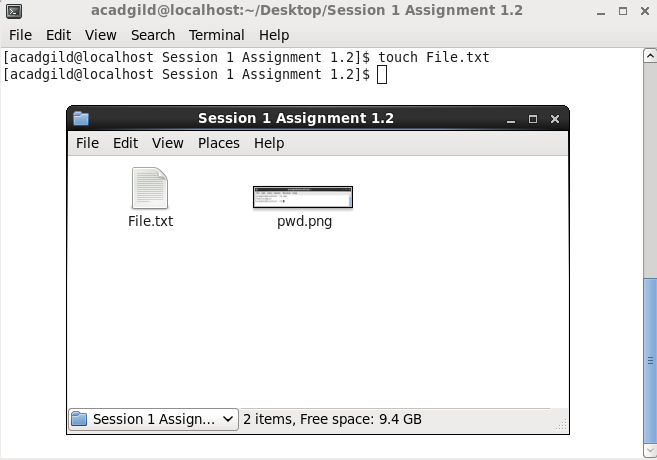 acadgild@localhost:~/Desktop/Session 1 Assignment 1.2
File Edit View Search Terminal Help
[acadgild@localhost Session 1 Assignment 1.2]$ touch File.txt
[acadgild@localhost Session 1 Assignment 1.2]$
Session 1 Assignment 1.2
File Edit View Places Help
File.txt pwd.png
Session 1 Assign... 2 items, Free space: 9.4 GB